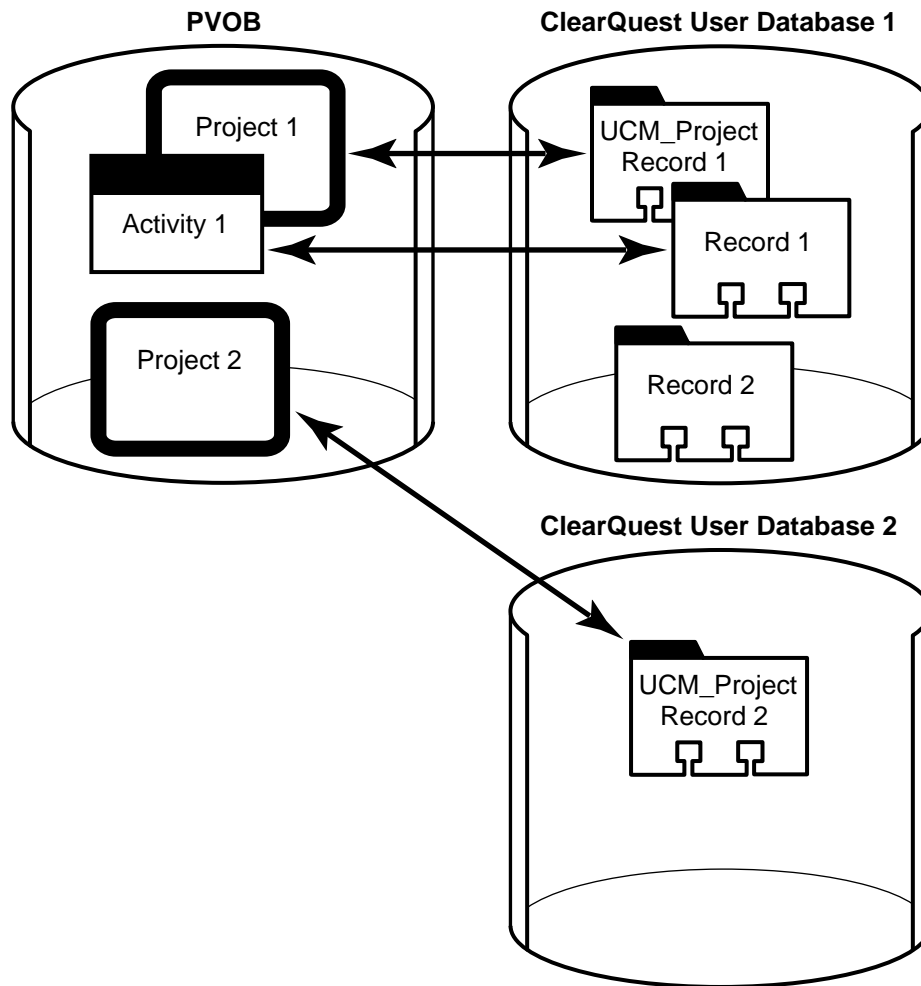 PVOB
ClearQuest User Database 1
Project 1
Activity 1
Project 2
UCM_Project
Record 1
Record 1
Record 2
ClearQuest User Database 2
UCM_Project
Record 2